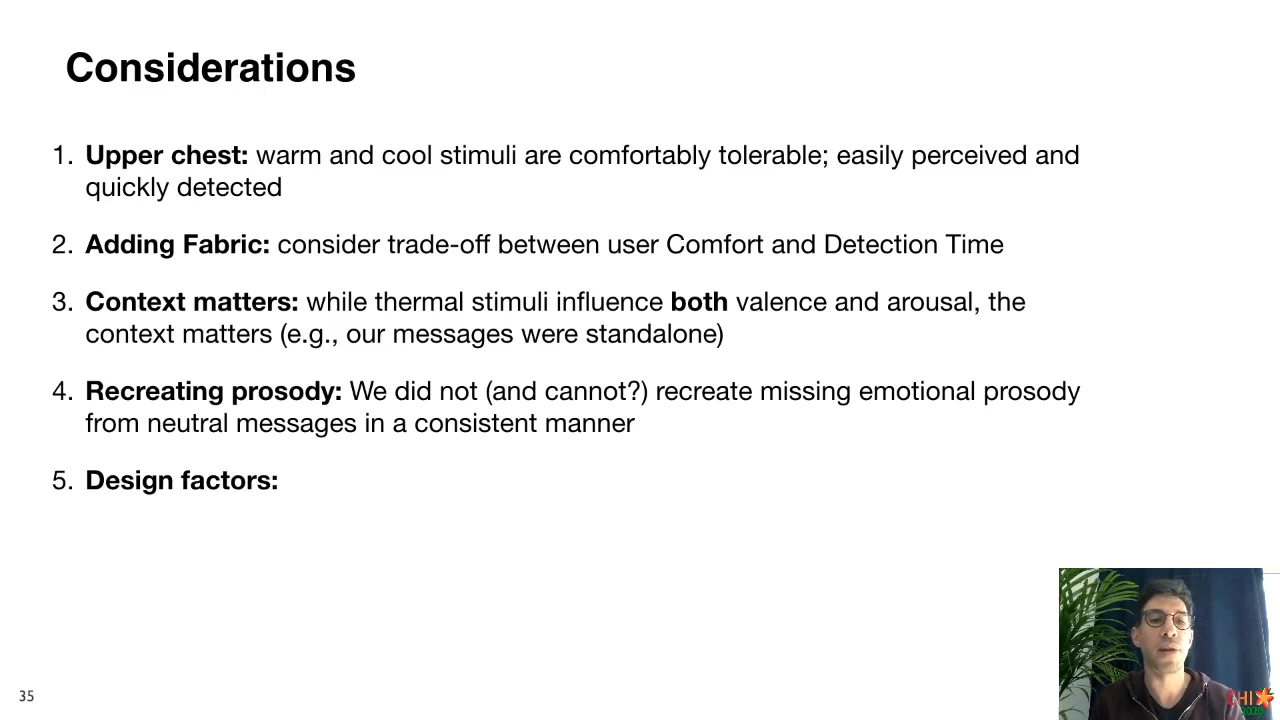 Considerations
1. Upper chest: warm and cool stimuli are comfortably tolerable; easily perceived and
quickly detected
2. Adding Fabric: consider trade-off between user Comfort and Detection Time
3. Context matters: while thermal stimuli influence both valence and arousal, the
context matters (e.g., our messages were standalone)
4. Recreating prosody: We did not (and cannot?) recreate missing emotional prosody
from neutral messages in a consistent manner
5. Design factors:
35
CHI
2020